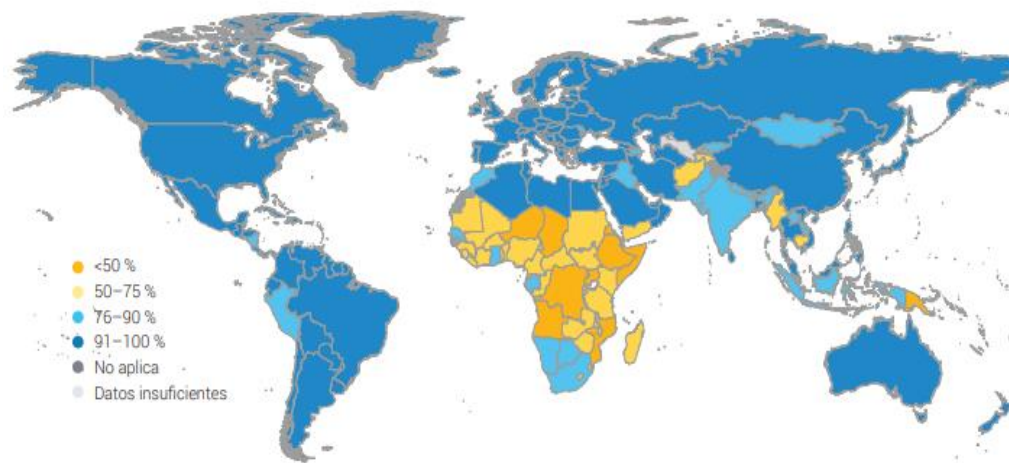 <50 %
50–75 %
76–90 %
91–100 %
No aplica
Datos insuficientes